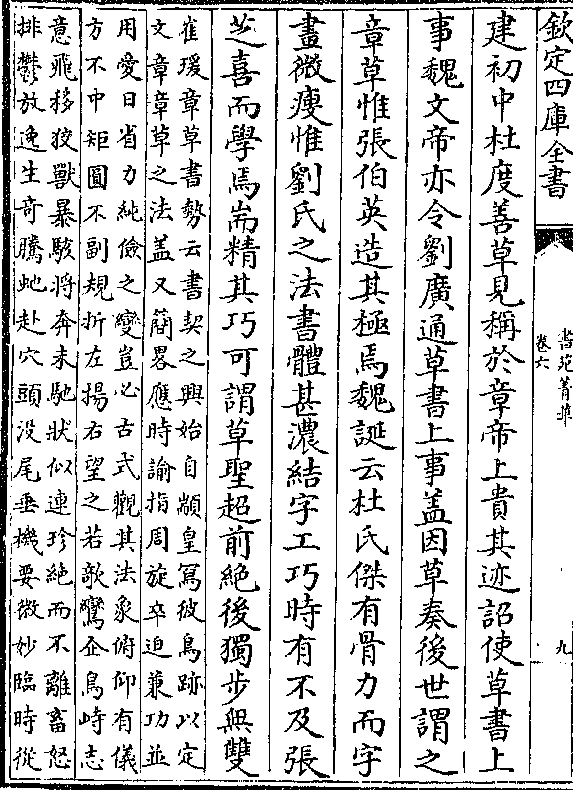 欽定四庫全書
書苑菁華
卷六
九
建初中杜度善草見稱於章帝上貴其迹詔使草書上
事魏文帝亦令劉廣通草書上事蓋因草奏後世謂之
章草惟張伯英造其極焉魏誕云杜氏傑有骨力而字
畫微瘦惟劉氏之法書體甚濃結字工巧時有不及張
芝喜而學焉耑精其巧可謂草聖超前絶後獨步無雙
崔瑗章草書勢云書契之興始自頡皇寫彼鳥跡以定
文章章草之法蓋又簡畧應時諭指周旋卒迫兼功並
用愛日省力純儉之變豈必古式觀其法象俯仰有儀
方不中矩圓不副規折左揚右望之若欹鸞企鳥峙志
意飛移狡獸暴駭將奔未馳狀似連珍絶而不離畜怒
排鬱放逸生奇騰虵赴穴頭没尾垂機要微妙臨時從